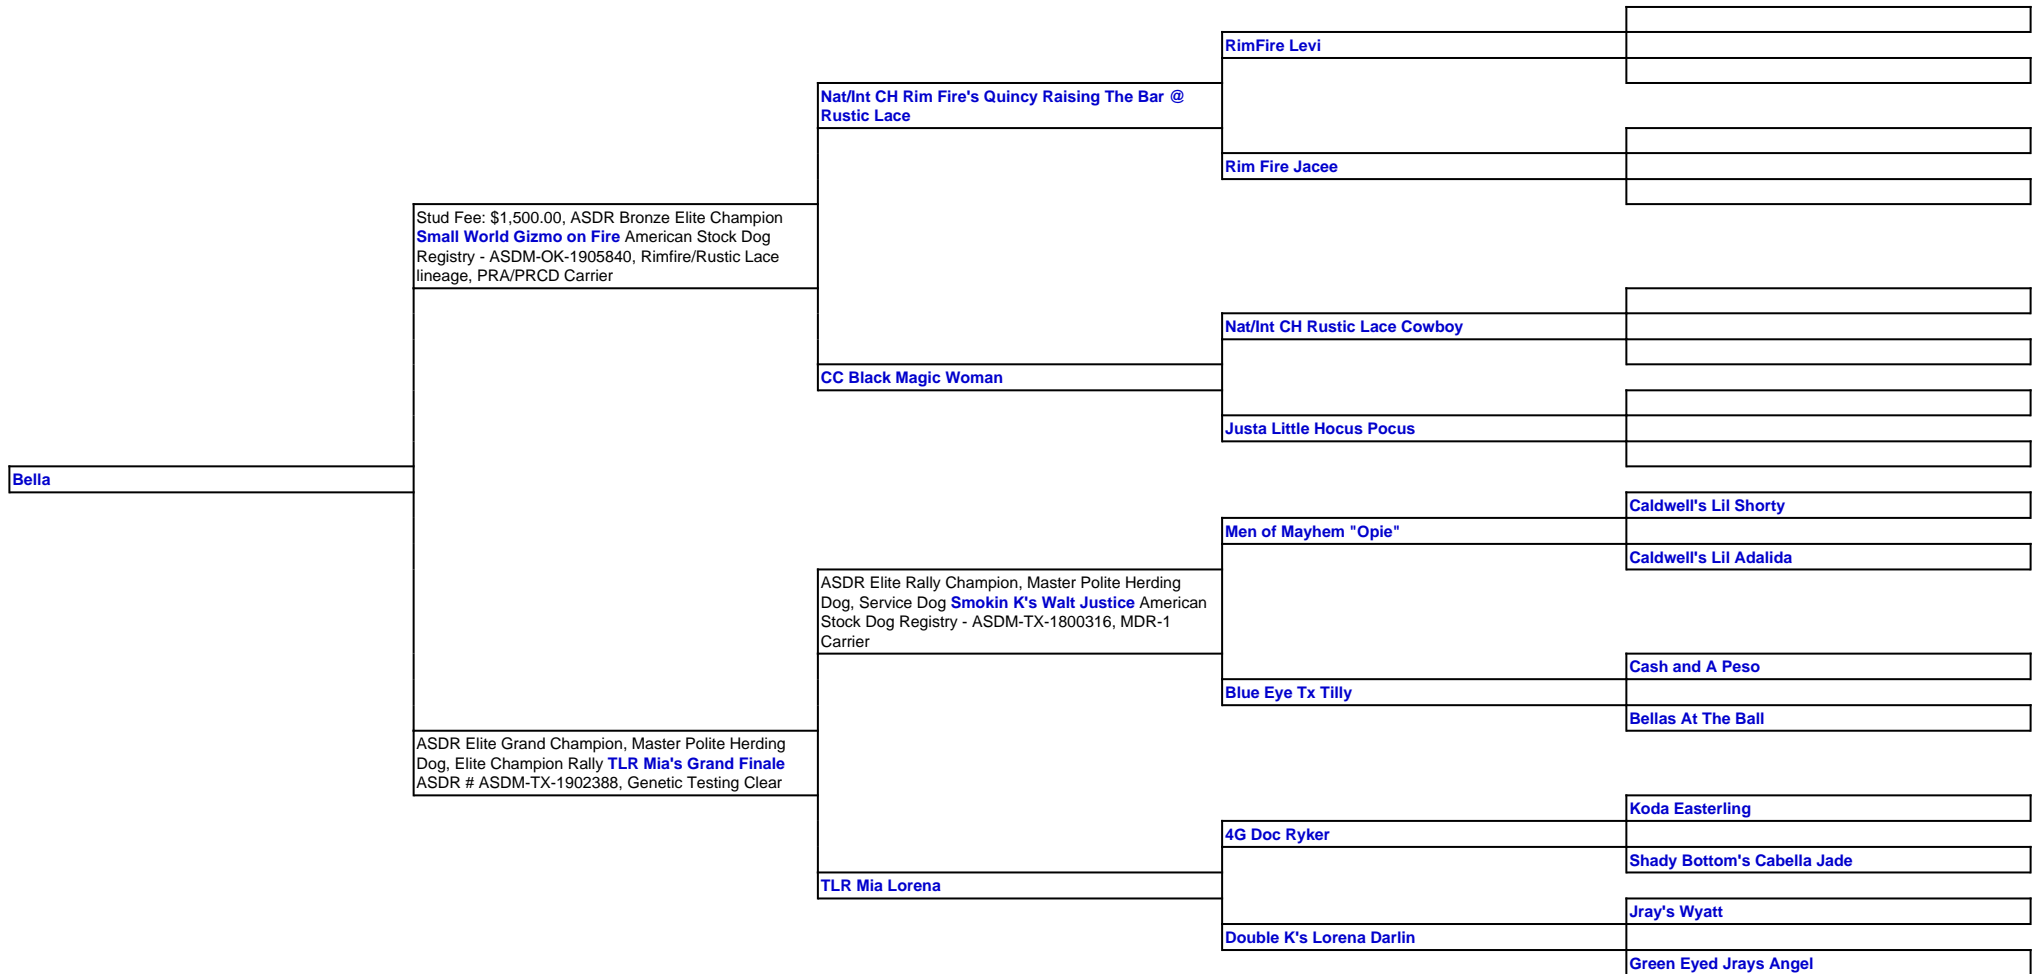 RimFire Levi
Nat/Int CH Rim Fire's Quincy Raising The Bar @
Rustic Lace
Rim Fire Jacee
Stud Fee: $1,500.00, ASDR Bronze Elite Champion
Small World Gizmo on Fire American Stock Dog
Registry - ASDM-OK-1905840, Rimfire/Rustic Lace
lineage, PRA/PRCD Carrier
Nat/Int CH Rustic Lace Cowboy
CC Black Magic Woman
Justa Little Hocus Pocus
Bella
Caldwell's Lil Shorty
Men of Mayhem "Opie"
Caldwell's Lil Adalida
ASDR Elite Rally Champion, Master Polite Herding
Dog, Service Dog Smokin K's Walt Justice American
Stock Dog Registry - ASDM-TX-1800316, MDR-1
Carrier
Cash and A Peso
Blue Eye Tx Tilly
Bellas At The Ball
ASDR Elite Grand Champion, Master Polite Herding
Dog, Elite Champion Rally TLR Mia's Grand Finale
ASDR # ASDM-TX-1902388, Genetic Testing Clear
Koda Easterling
4G Doc Ryker
Shady Bottom's Cabella Jade
TLR Mia Lorena
Jray's Wyatt
Double K's Lorena Darlin
Green Eyed Jrays Angel